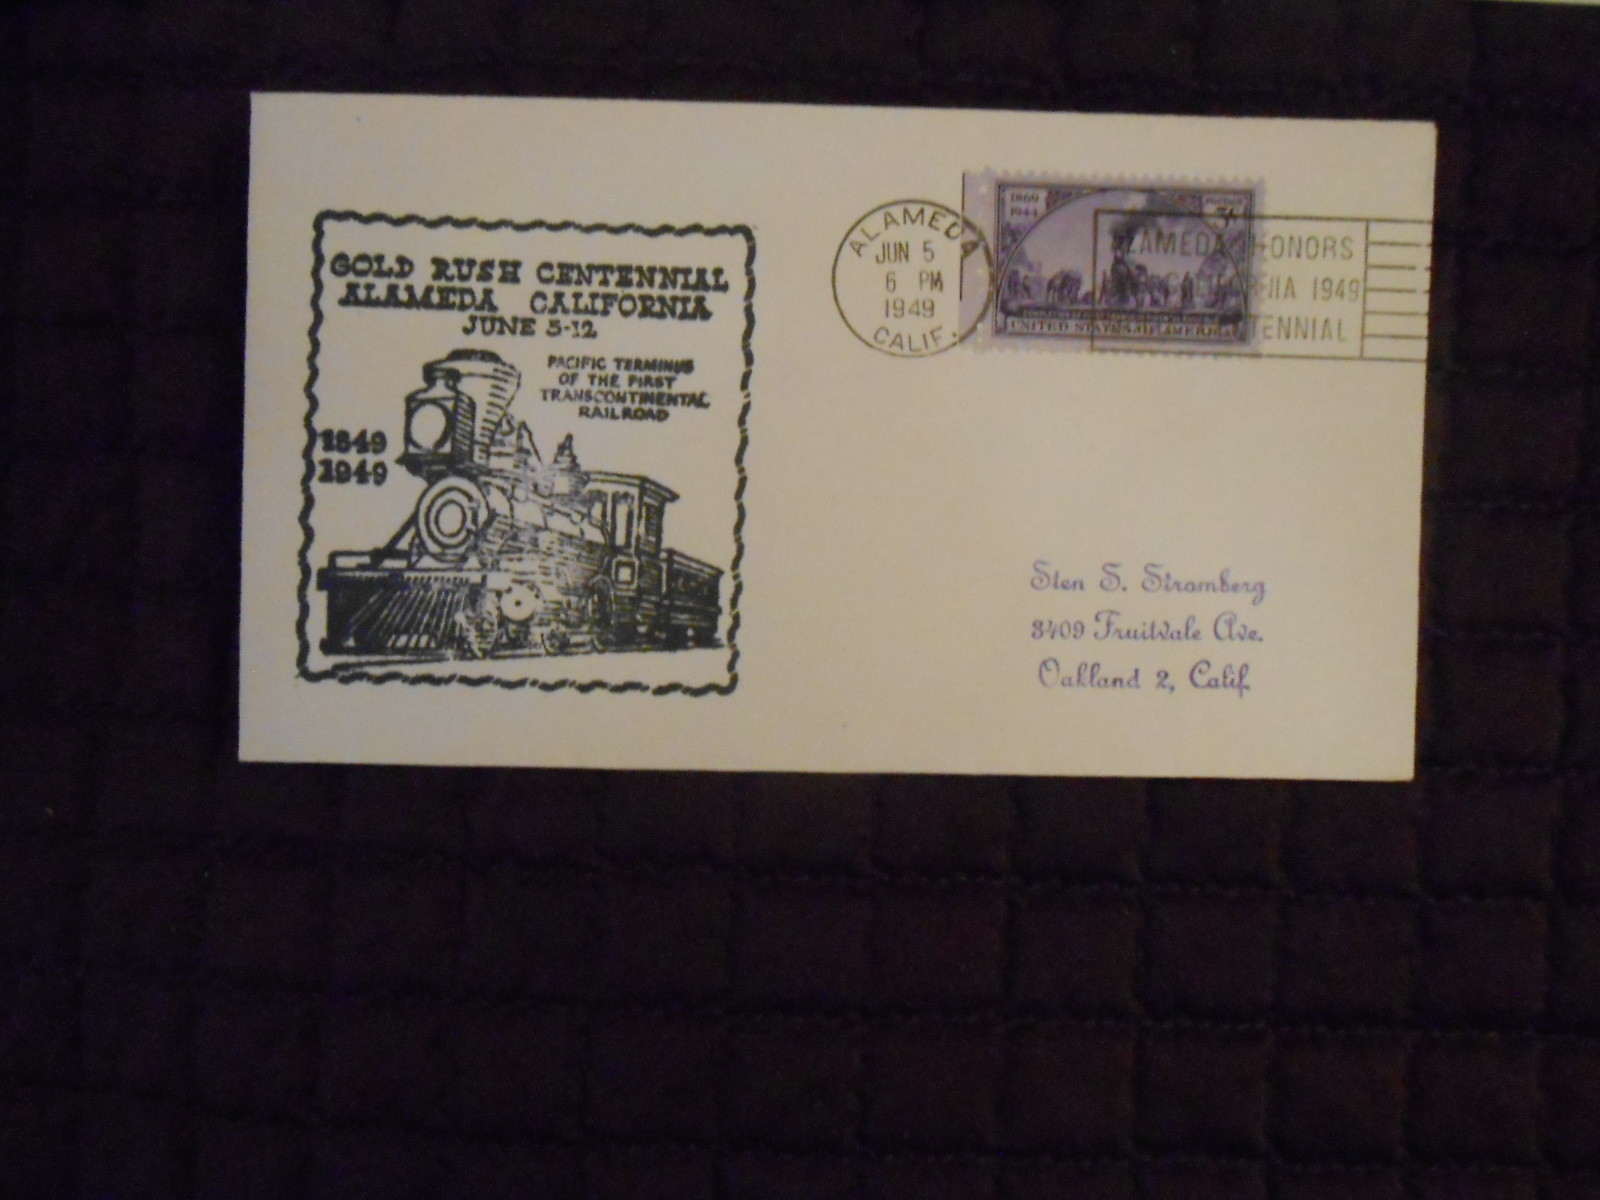 GOLD RUSH CENTENNIAL
ALAMEDA CALIFORNIA
JUNE 5-12
PACIFIC TERMINUS
OF THE FIRST
TRANSCONTINENTAL
RAILROAD
1849
1949
ALAMEDA
JUN 5
6 PM
1949
CALIF.
1869
1944
3¢
UNITED STATES OF AMERICA
ALAMEDA HONORS
1949
Sten S. Stromberg
3409 Fruitvale Ave.
Oakland 2, Calif.